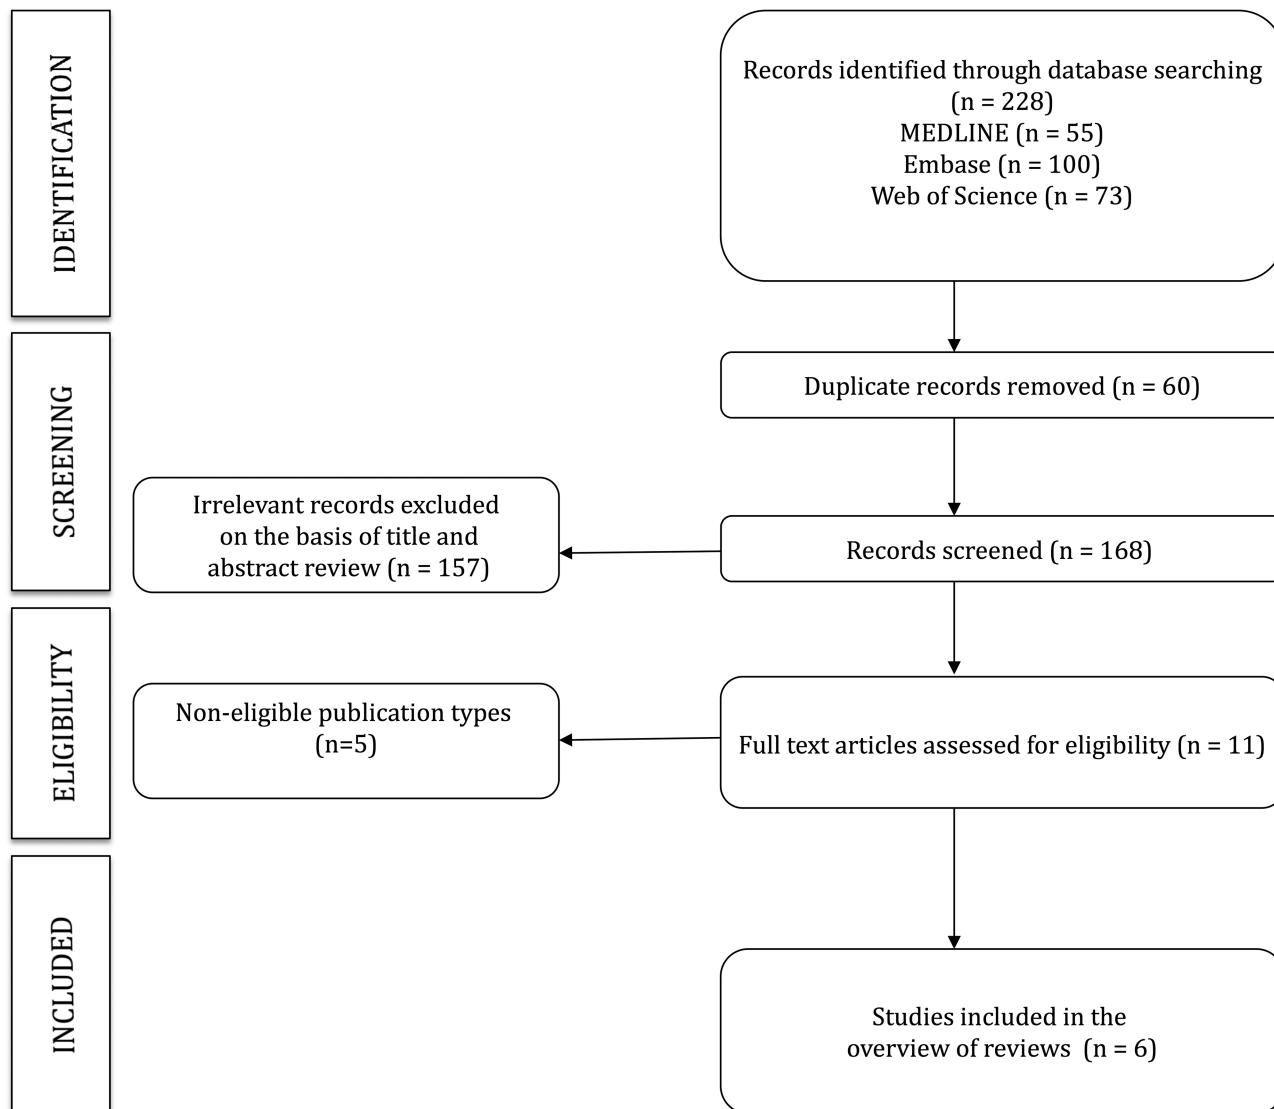 IDENTIFICATION
Records identified through database searching
(n = 228)
MEDLINE (n = 55)
Embase (n = 100)
Web of Science (n = 73)
SCREENING
Duplicate records removed (n = 60)
Irrelevant records excluded
on the basis of title and
abstract review (n = 157)
Records screened (n = 168)
ELIGIBILITY
Non-eligible publication types
(n=5)
Full text articles assessed for eligibility (n = 11)
INCLUDED
Studies included in the
overview of reviews (n = 6)